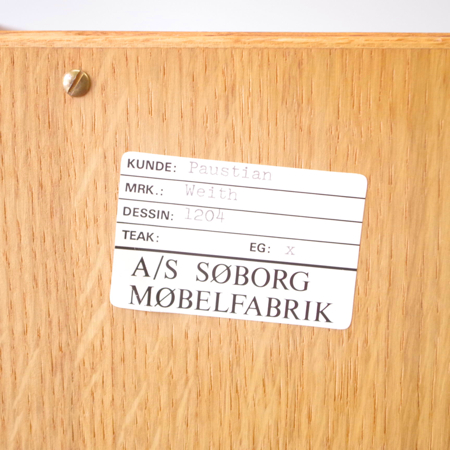 KUNDE: Paustian
MRK.: Weith
DESSIN: 1204
TEAK: EG: x
A/S SØBORG
MØBELFABRIK